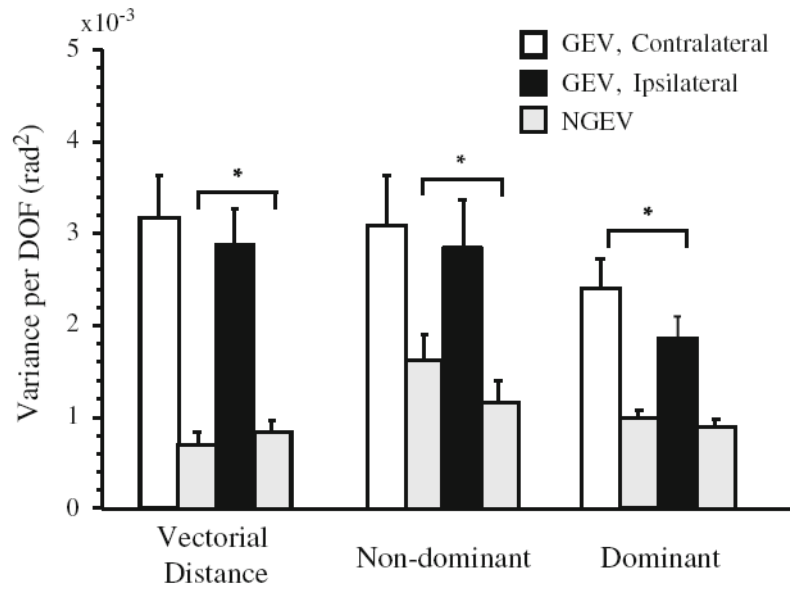 x10⁻³
5
4
3
2
1
0
Variance per DOF (rad²)
GEV, Contralateral
GEV, Ipsilateral
NGEV
*
*
*
Vectorial
Distance
Non-dominant
Dominant